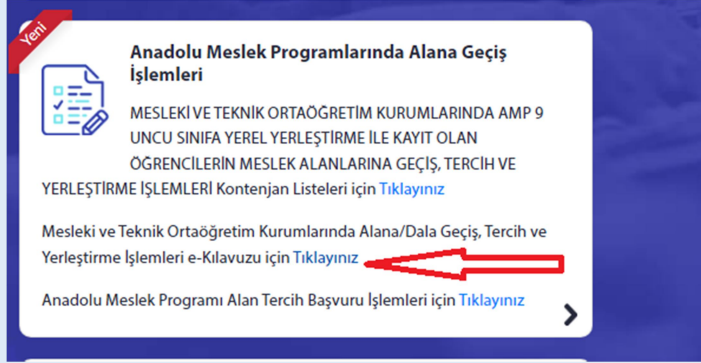 Yeni
Anadolu Meslek Programlarında Alana Geçiş
İşlemleri
MESLEKİ VE TEKNİK ORTAÖĞRETİM KURUMLARINDA AMP 9
UNCU SINIFA YEREL YERLEŞTİRME İLE KAYIT OLAN
ÖĞRENCİLERİN MESLEK ALANLARINA GEÇİŞ, TERCİH VE
YERLEŞTİRME İŞLEMLERİ Kontenjan Listeleri için Tıklayınız
Mesleki ve Teknik Ortaöğretim Kurumlarında Alana/Dala Geçiş, Tercih ve
Yerleştirme İşlemleri e-Kılavuzu için Tıklayınız
Anadolu Meslek Programı Alan Tercih Başvuru İşlemleri için Tıklayınız